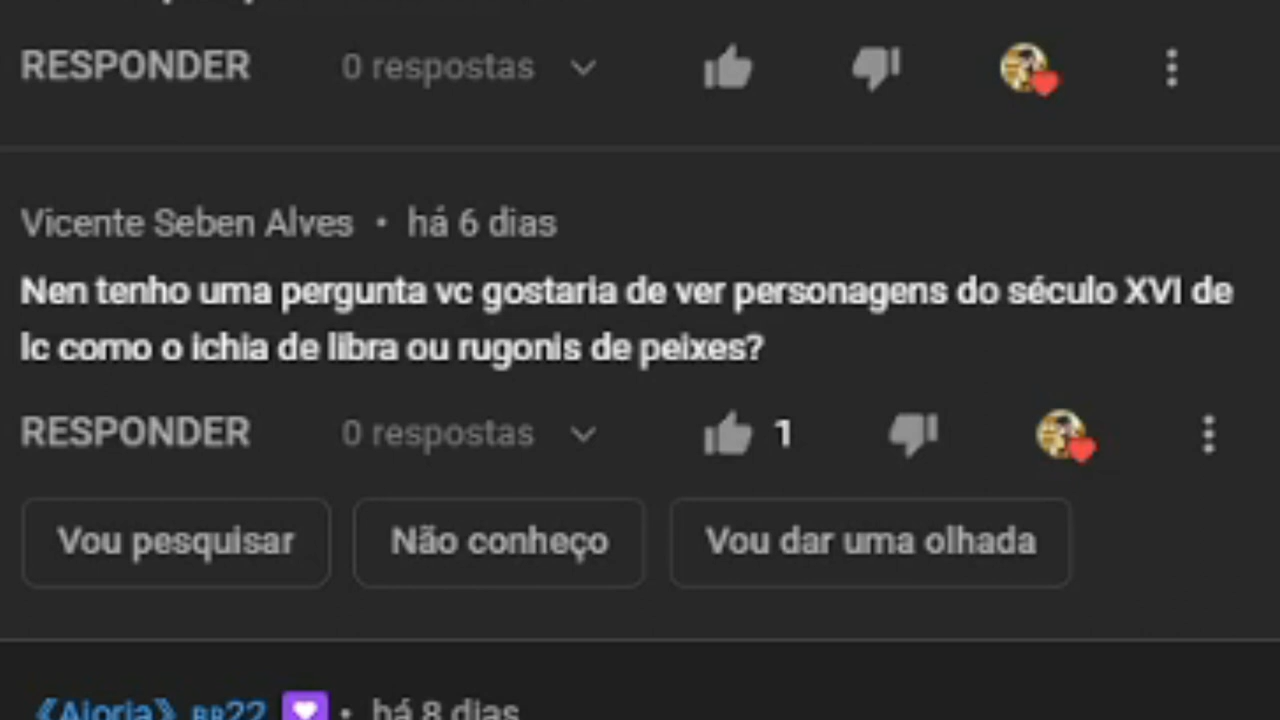 RESPONDER 0 respostas
Vicente Seben Alves • há 6 dias
Nen tenho uma pergunta vc gostaria de ver personagens do século XVI de
lc como o ichia de libra ou rugonis de peixes?
RESPONDER 0 respostas 1
Vou pesquisar Não conheço Vou dar uma olhada
《Aioria》 BB22 • há 8 dias